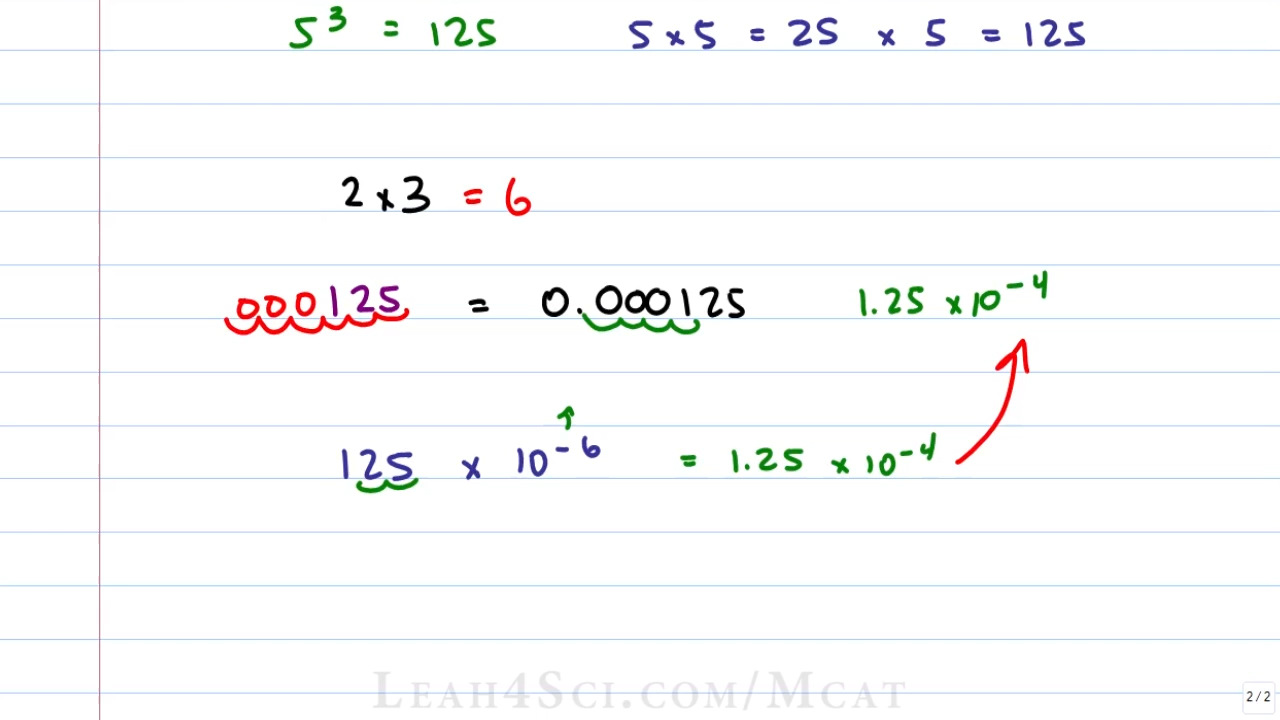 5³ = 125 5 × 5 = 25 × 5 = 125
2 × 3 = 6
000125 = 0.000125 1.25 × 10⁻⁴
125 × 10⁻⁶ = 1.25 × 10⁻⁴
LEAH4SCI.COM/MCAT
2 / 2